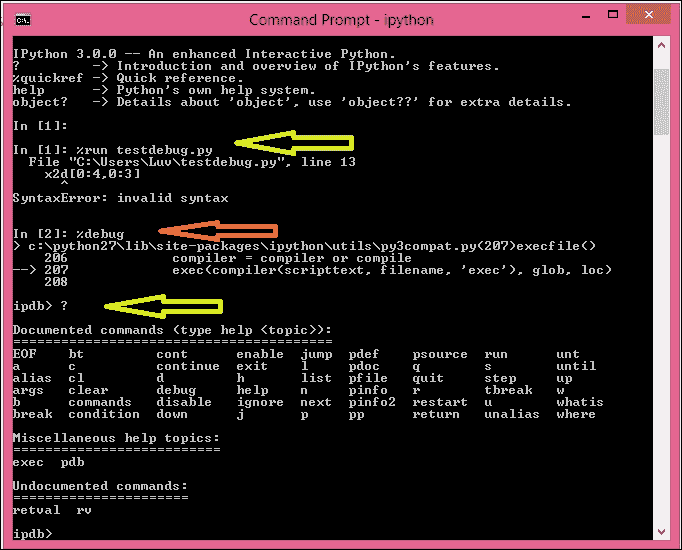 Command Prompt - ipython
IPython 3.0.0 -- An enhanced Interactive Python.
?         -> Introduction and overview of IPython's features.
%quickref -> Quick reference.
help      -> Python's own help system.
object?   -> Details about 'object', use 'object??' for extra details.
In [1]:
In [1]: %run testdebug.py
File "C:\Users\Luv\testdebug.py", line 13
x2d[0:4,0:3]
^
SyntaxError: invalid syntax
In [2]: %debug
> c:\python27\lib\site-packages\ipython\utils\py3compat.py(207)execfile()
206             compiler = compiler or compile
--> 207             exec(compiler(scripttext, filename, 'exec'), glob, loc)
208
ipdb> ?
Documented commands (type help <topic>):
========================================
EOF    bt         cont      enable  jump  pdef    psource  run      unt
a      c          continue  exit    l     pdoc    q        s        until
alias  cl         d         h       list  pfile   quit     step     up
args   clear      debug     help    n     pinfo   r        tbreak   w
b      commands   disable   ignore  next  pinfo2  restart  u        whatis
break  condition  down      j       p     pp      return   unalias  where
Miscellaneous help topics:
==========================
exec  pdb
Undocumented commands:
======================
retval  rv
ipdb>